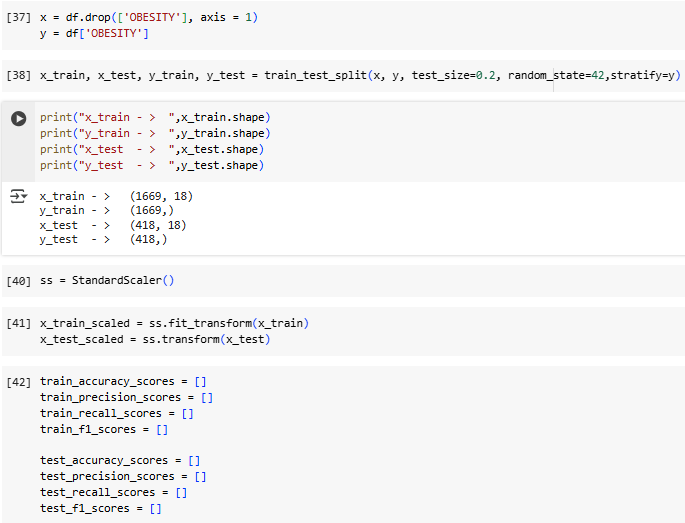 [37] x = df.drop(['OBESITY'], axis = 1)
y = df['OBESITY']
[38] x_train, x_test, y_train, y_test = train_test_split(x, y, test_size=0.2, random_state=42,stratify=y)
print("x_train - >  ",x_train.shape)
print("y_train - >  ",y_train.shape)
print("x_test  - >  ",x_test.shape)
print("y_test  - >  ",y_test.shape)
x_train - >   (1669, 18)
y_train - >   (1669,)
x_test  - >   (418, 18)
y_test  - >   (418,)
[40] ss = StandardScaler()
[41] x_train_scaled = ss.fit_transform(x_train)
x_test_scaled = ss.transform(x_test)
[42] train_accuracy_scores = []
train_precision_scores = []
train_recall_scores = []
train_f1_scores = []
test_accuracy_scores = []
test_precision_scores = []
test_recall_scores = []
test_f1_scores = []